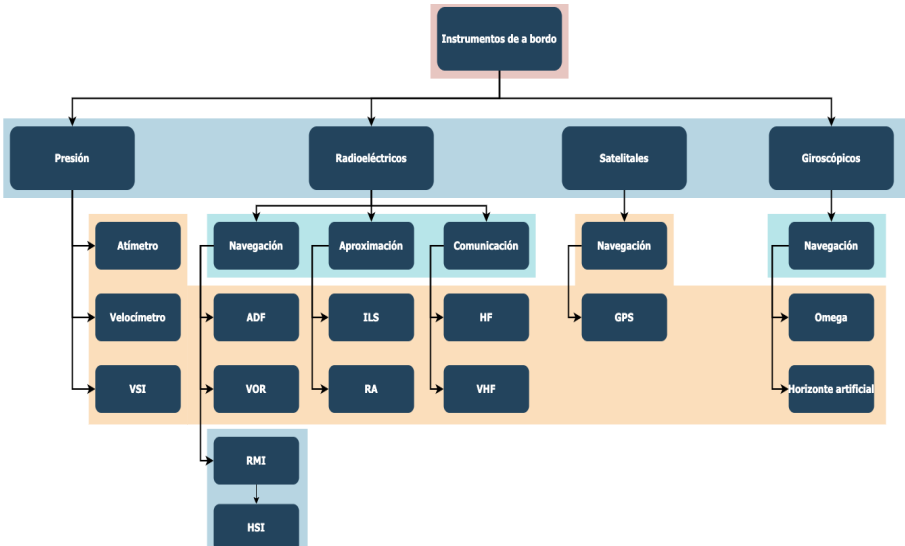 Instrumentos de a bordo
Presión
Radioeléctricos
Satelitales
Giroscópicos
Atímetro
Navegación
Aproximación
Comunicación
Navegación
Navegación
Velocímetro
ADF
ILS
HF
GPS
Omega
VSI
VOR
RA
VHF
Horizonte artificial
RMI
HSI